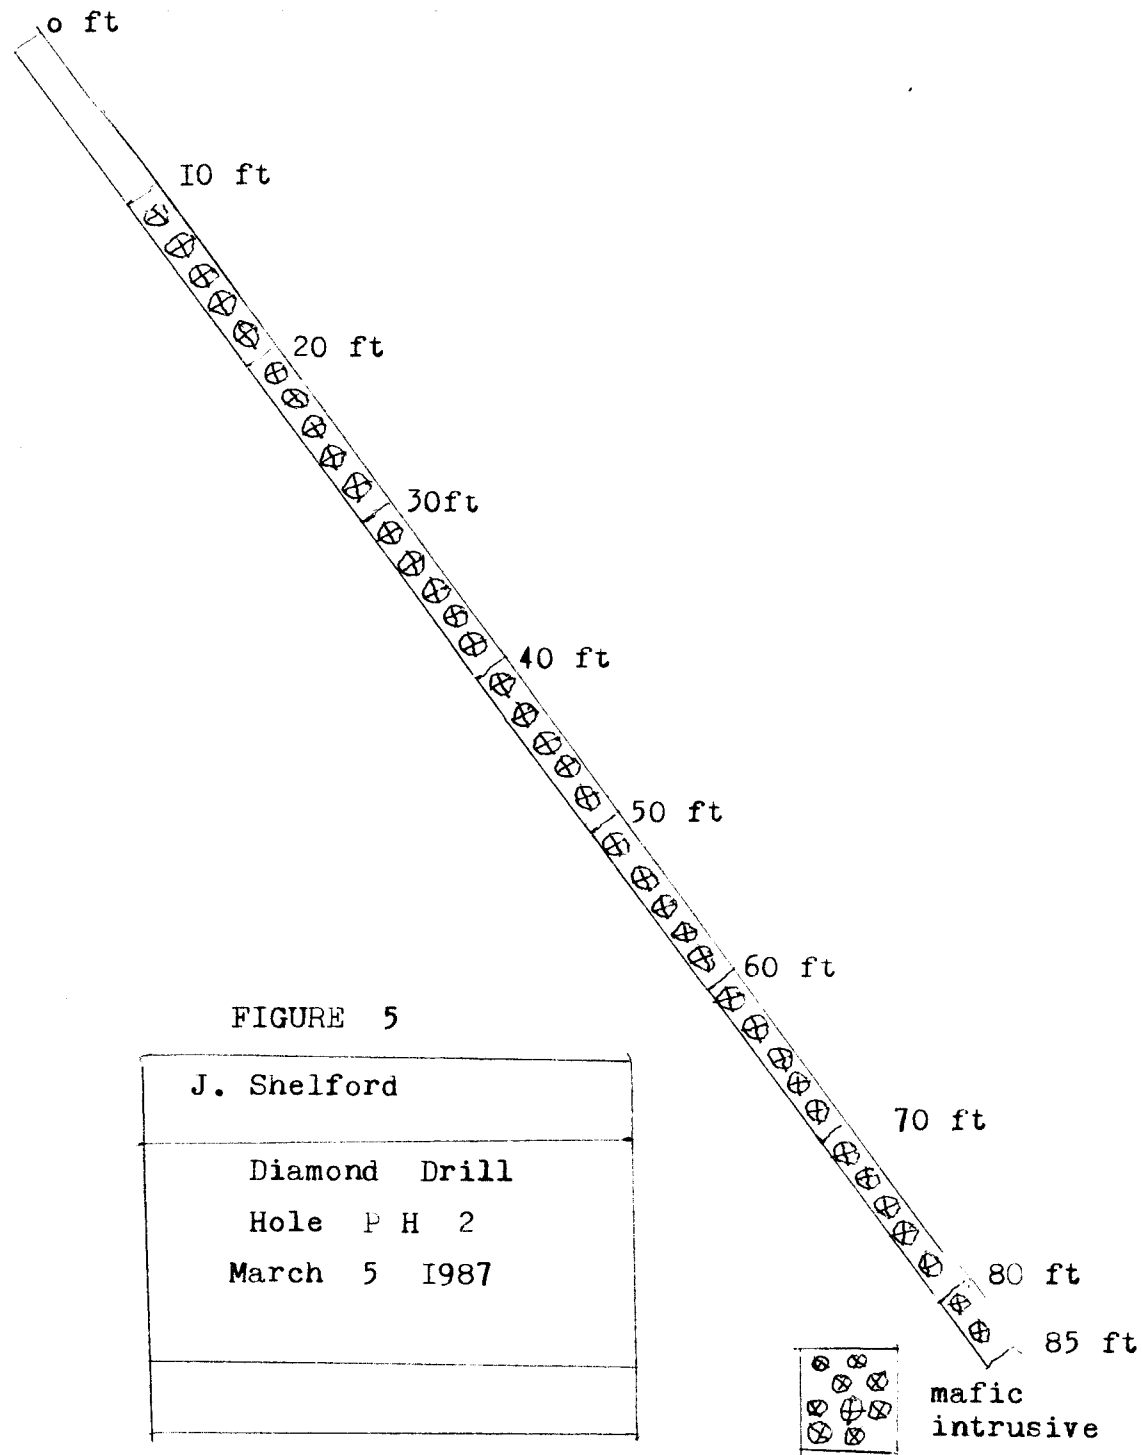 o ft
IO ft
20 ft
30ft
40 ft
50 ft
60 ft
70 ft
80 ft
85 ft
FIGURE 5
J. Shelford
Diamond Drill
Hole P H 2
March 5 I987
mafic
intrusive